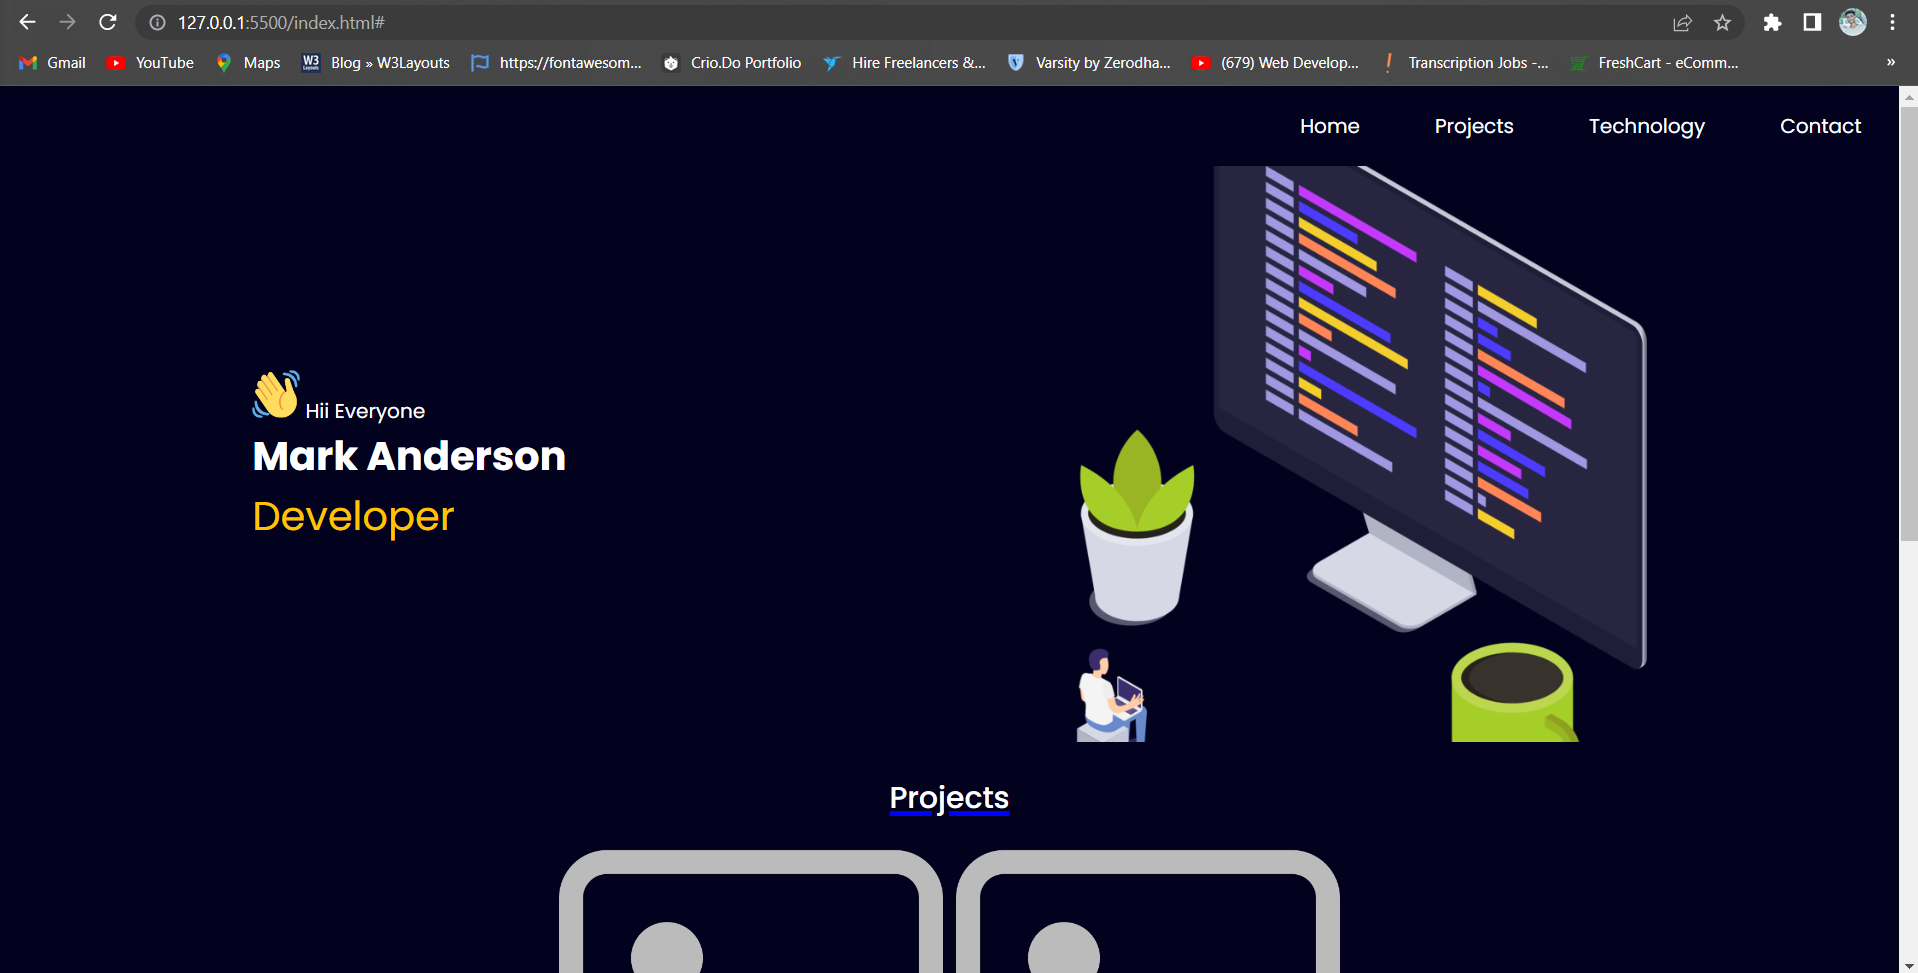 127.0.0.1:5500/index.html#
Gmail YouTube Maps W3 Layouts Blog » W3Layouts https://fontawesom... Crio.Do Portfolio Hire Freelancers &... Varsity by Zerodha... (679) Web Develop... Transcription Jobs -... FreshCart - eComm... »
Home Projects Technology Contact
Hii Everyone
Mark Anderson
Developer
Projects